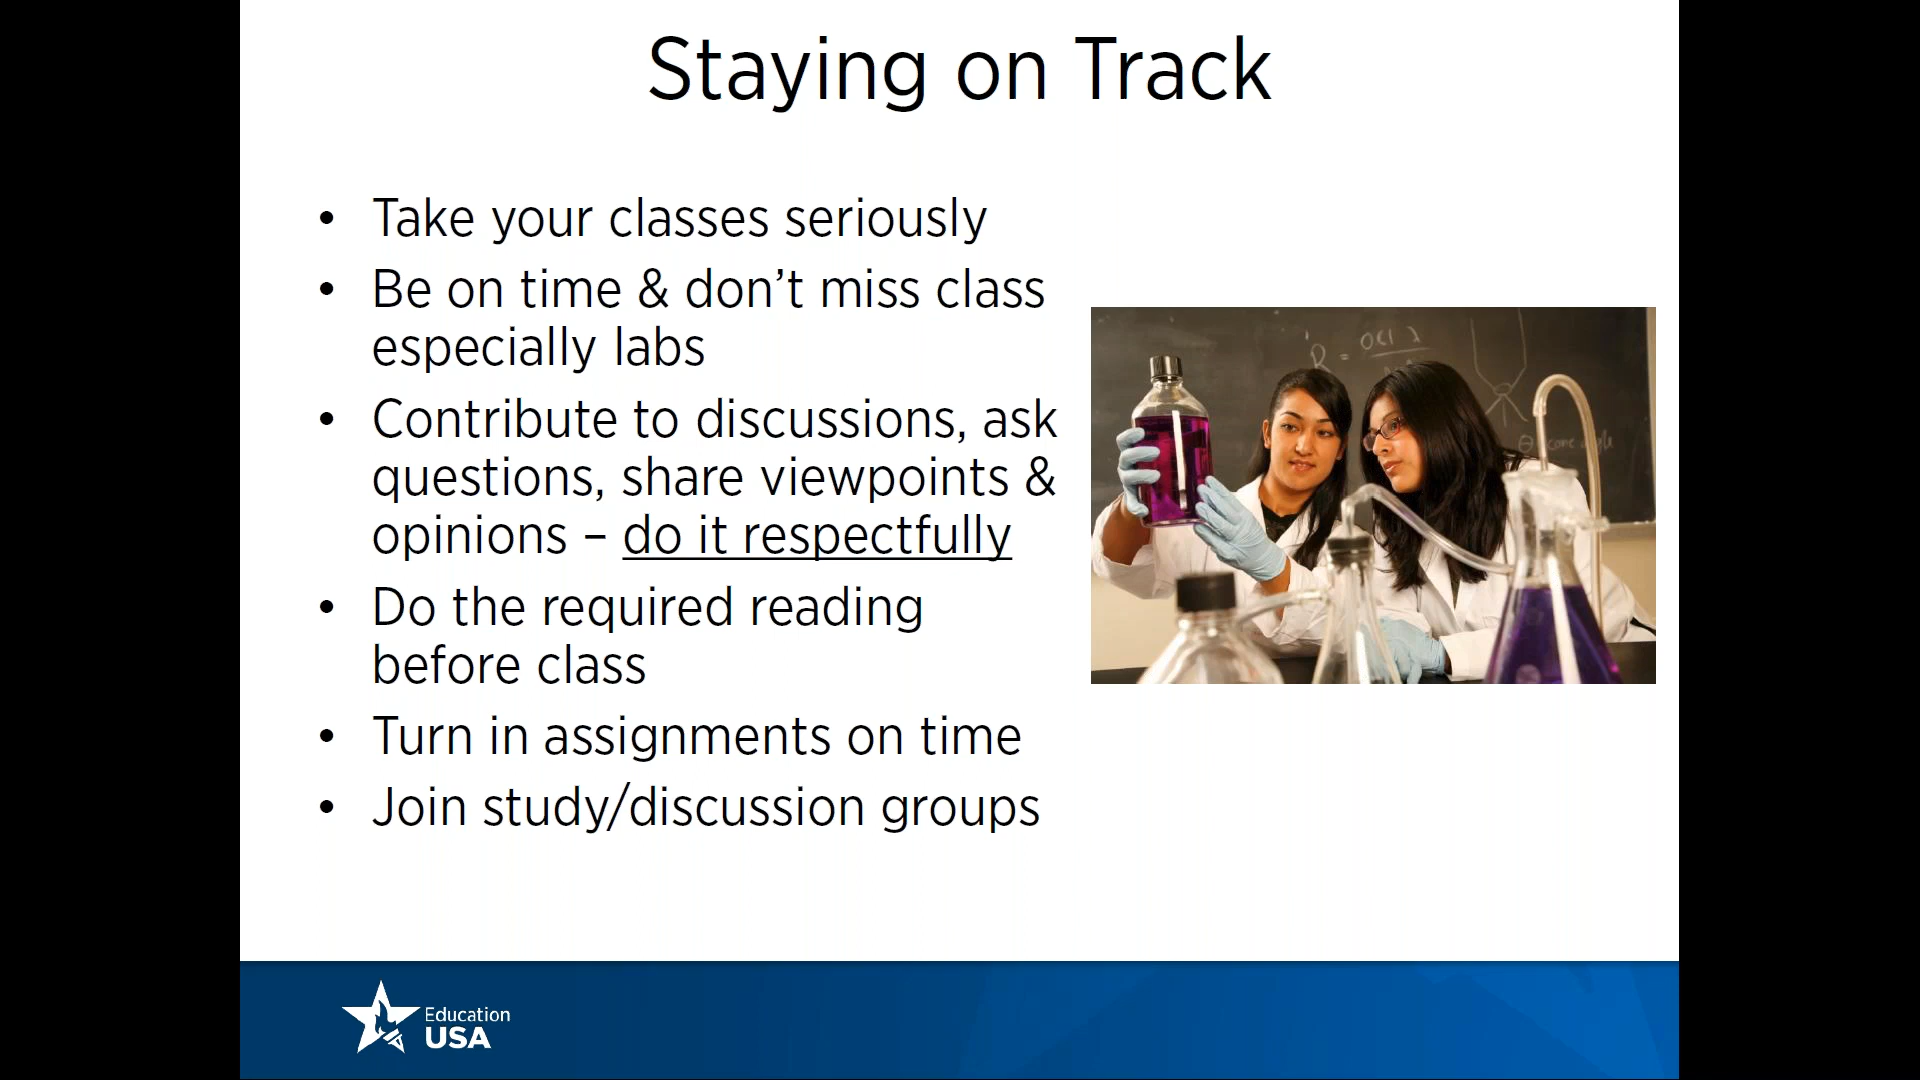 Staying on Track
• Take your classes seriously
• Be on time & don’t miss class
especially labs
• Contribute to discussions, ask
questions, share viewpoints &
opinions – do it respectfully
• Do the required reading
before class
• Turn in assignments on time
• Join study/discussion groups
Education
USA